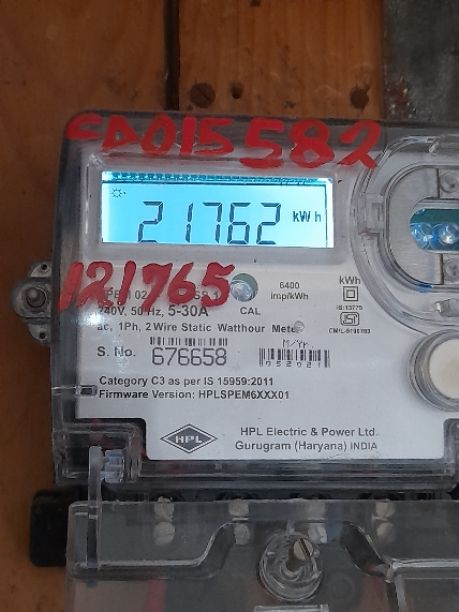 CD015582
21762 kWh
121765
6400
imp/kWh
CAL
kWh
IS:13779
240V, 50 Hz, 5-30A
ac, 1Ph, 2 Wire Static Watthour Meter
M/Yr.
S. No. 676658
Category C3 as per IS 15959:2011
Firmware Version: HPLSPEM6XXX01
HPL
HPL Electric & Power Ltd.
Gurugram (Haryana) INDIA